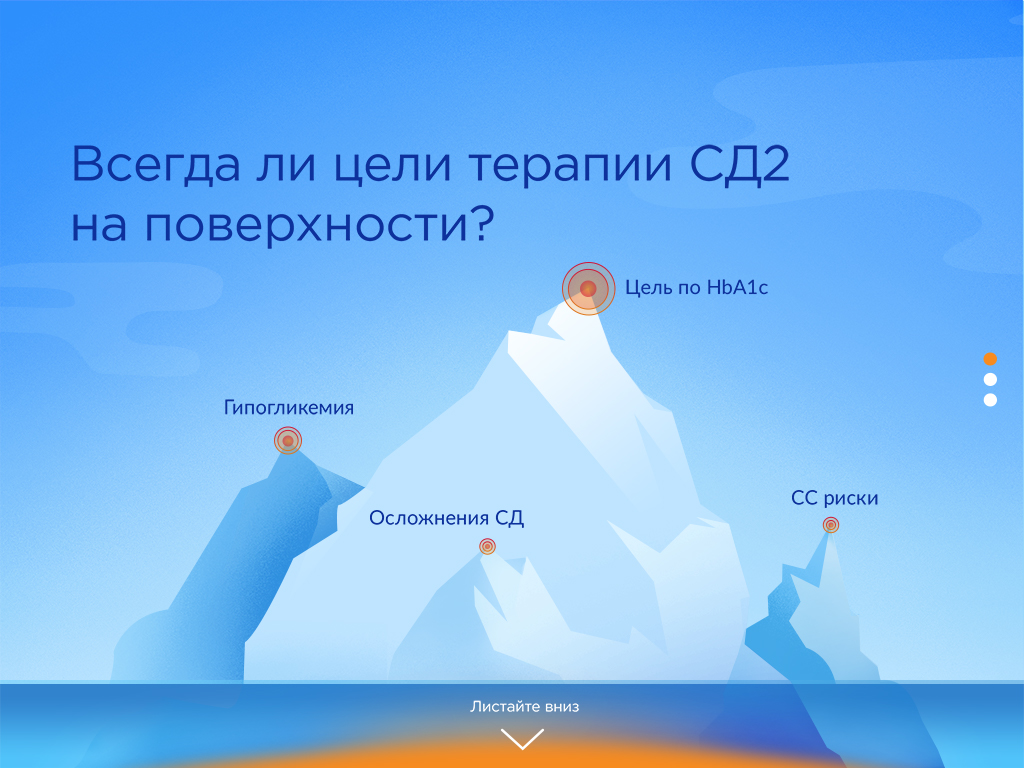 Всегда ли цели терапии СД2
на поверхности?
Цель по HbA1c
Гипогликемия
СС риски
Осложнения СД
Листайте вниз